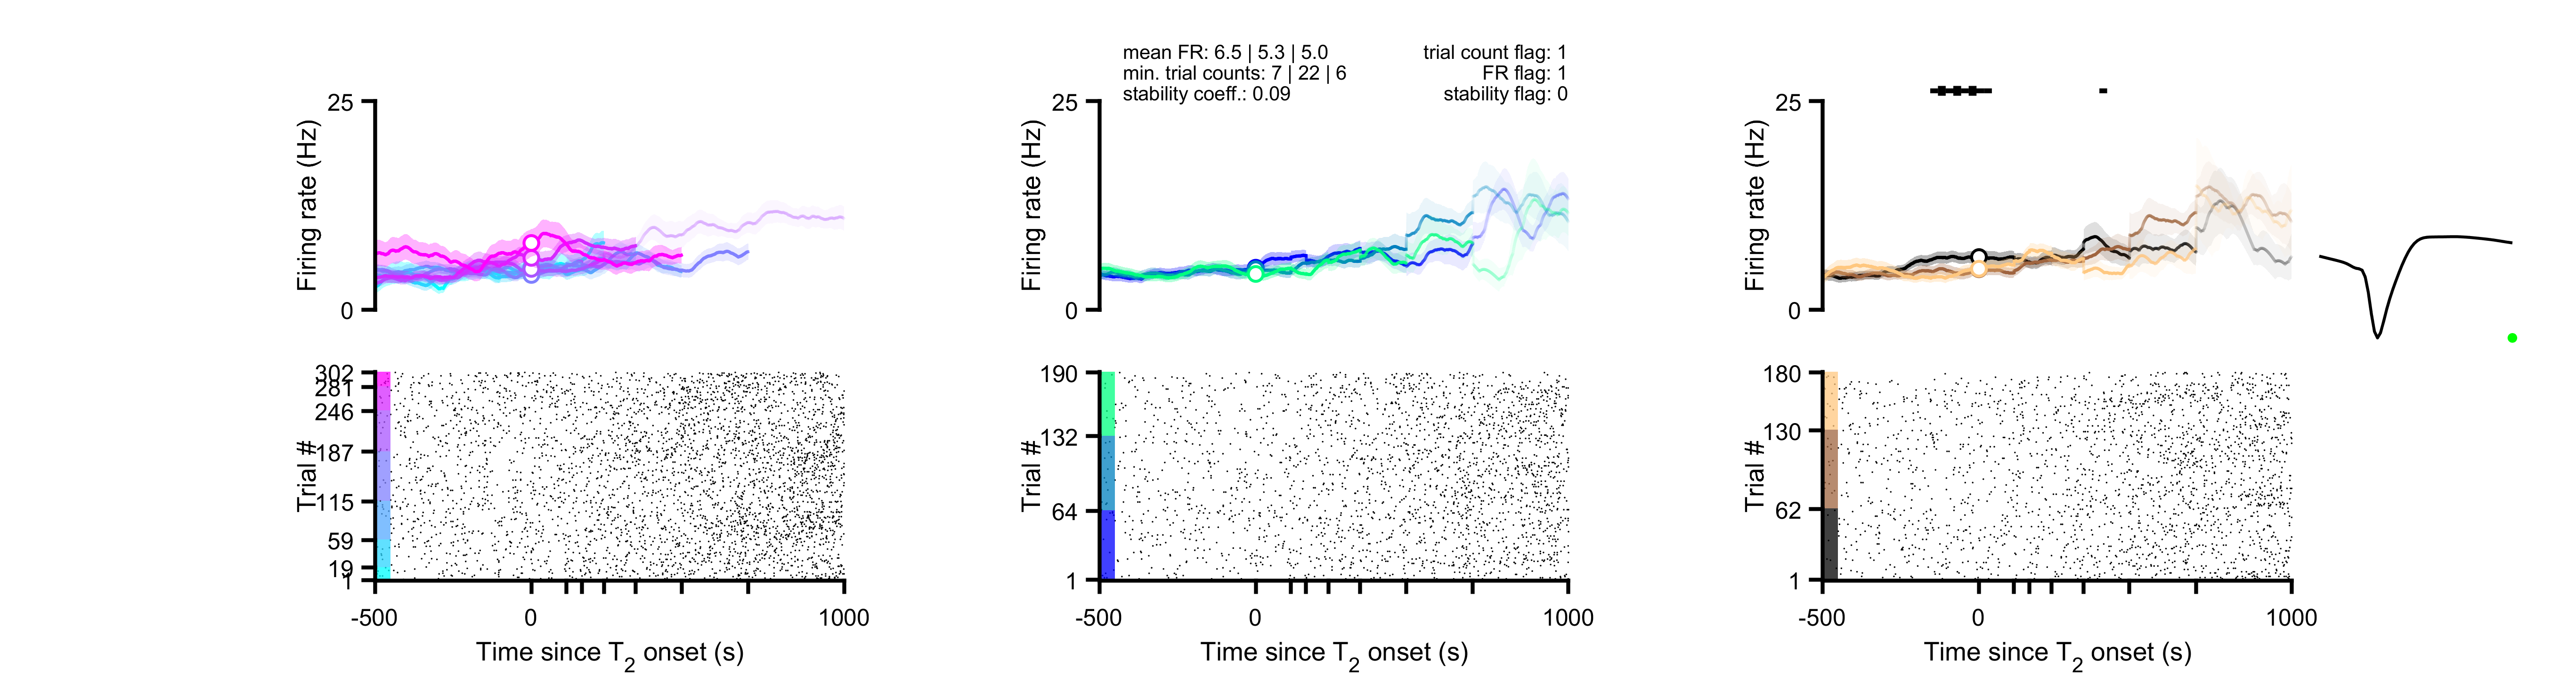 mean FR: 6.5 | 5.3 | 5.0
min. trial counts: 7 | 22 | 6
stability coeff.: 0.09
trial count flag: 1
FR flag: 1
stability flag: 0
25
Firing rate (Hz)
0
302
281
246
187
115
59
19
1
Trial #
-500 0 1000
Time since T2 onset (s)
25
Firing rate (Hz)
0
190
132
64
1
Trial #
-500 0 1000
Time since T2 onset (s)
25
Firing rate (Hz)
0
180
130
62
1
Trial #
-500 0 1000
Time since T2 onset (s)